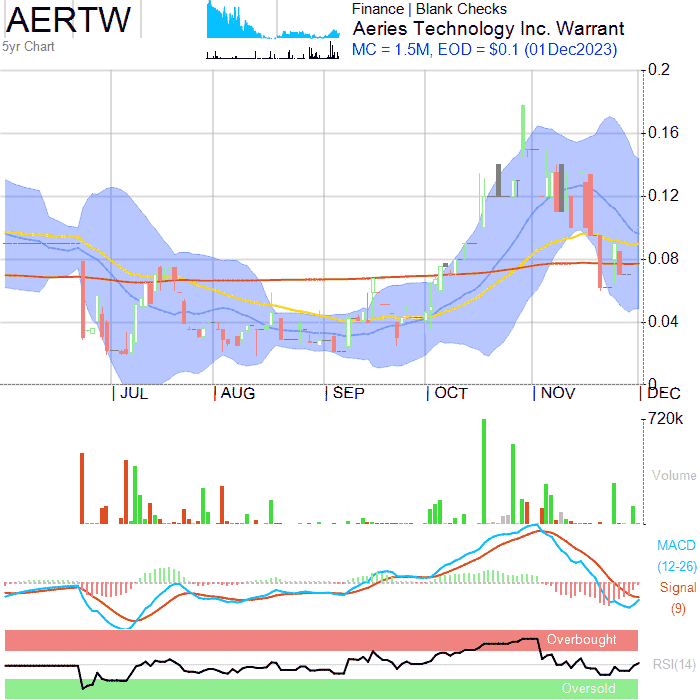 AERTW
5yr Chart
Finance | Blank Checks
Aeries Technology Inc. Warrant
MC = 1.5M, EOD = $0.1 (01Dec2023)
0.2
0.16
0.12
0.08
0.04
0
JUL AUG SEP OCT NOV DEC
720k
Volume
MACD
(12-26)
Signal
(9)
Overbought
RSI(14)
Oversold